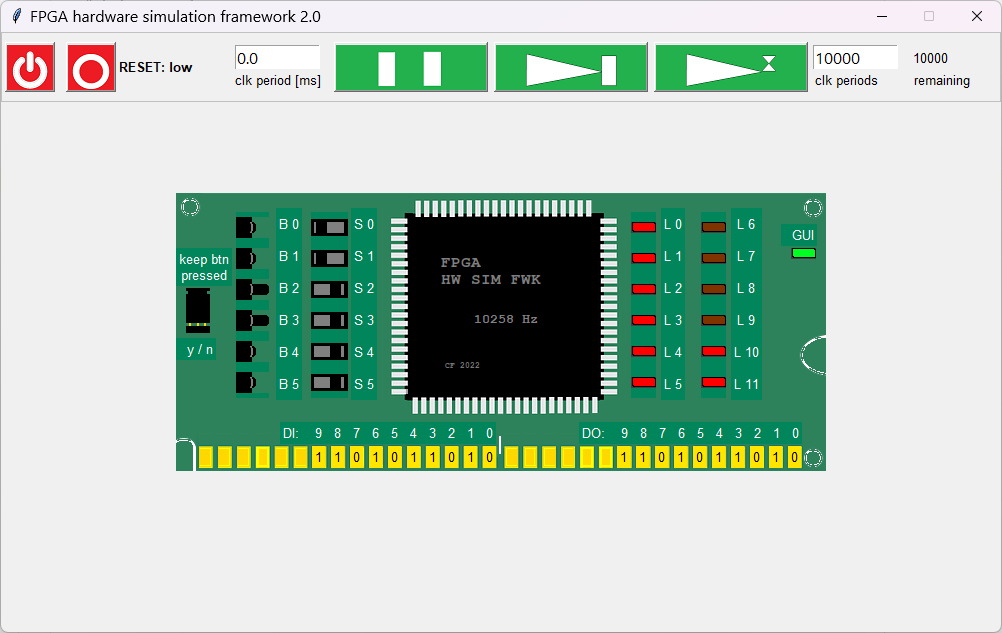 FPGA hardware simulation framework 2.0
RESET: low
0.0
clk period [ms]
10000
clk periods
10000
remaining
keep btn
pressed
y / n
B 0
B 1
B 2
B 3
B 4
B 5
S 0
S 1
S 2
S 3
S 4
S 5
FPGA
HW SIM FWK
10258 Hz
CF 2022
L 0
L 1
L 2
L 3
L 4
L 5
L 6
L 7
L 8
L 9
L 10
L 11
GUI
DI: 9 8 7 6 5 4 3 2 1 0
1 1 0 1 0 1 1 0 1 0
DO: 9 8 7 6 5 4 3 2 1 0
1 1 0 1 0 1 1 0 1 0